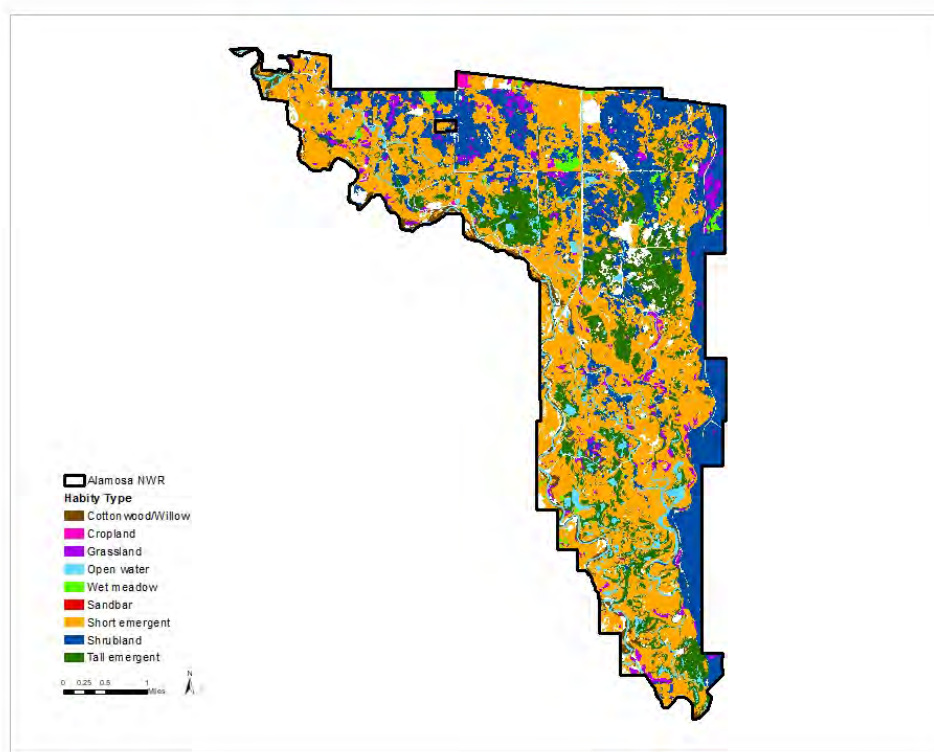 Alamosa NWR
Habity Type
Cottonwood/Willow
Cropland
Grassland
Open water
Wet meadow
Sandbar
Short emergent
Shrubland
Tall emergent
0 0.25 0.5 1
Miles
N